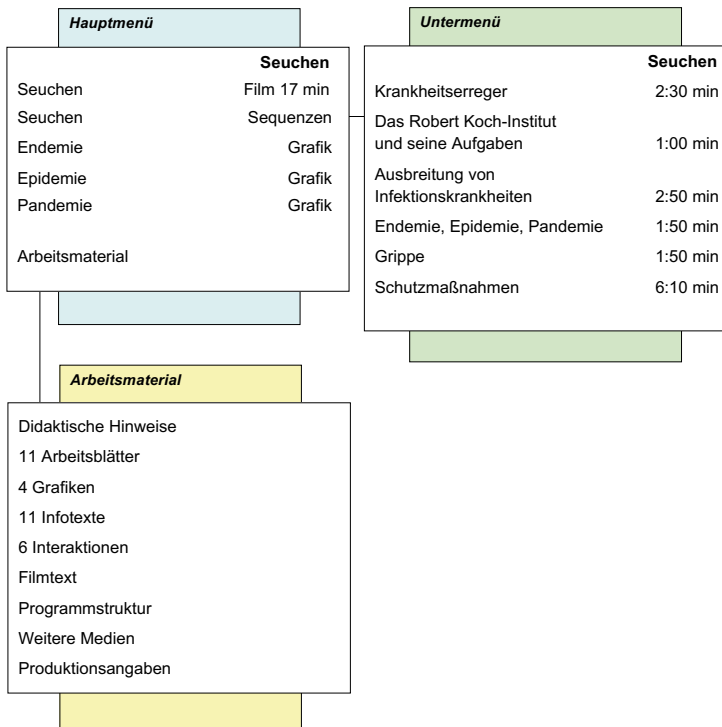 Hauptmenü
Seuchen
Seuchen Film 17 min
Seuchen Sequenzen
Endemie Grafik
Epidemie Grafik
Pandemie Grafik
Arbeitsmaterial
Untermenü
Seuchen
Krankheitserreger 2:30 min
Das Robert Koch-Institut
und seine Aufgaben 1:00 min
Ausbreitung von
Infektionskrankheiten 2:50 min
Endemie, Epidemie, Pandemie 1:50 min
Grippe 1:50 min
Schutzmaßnahmen 6:10 min
Arbeitsmaterial
Didaktische Hinweise
11 Arbeitsblätter
4 Grafiken
11 Infotexte
6 Interaktionen
Filmtext
Programmstruktur
Weitere Medien
Produktionsangaben